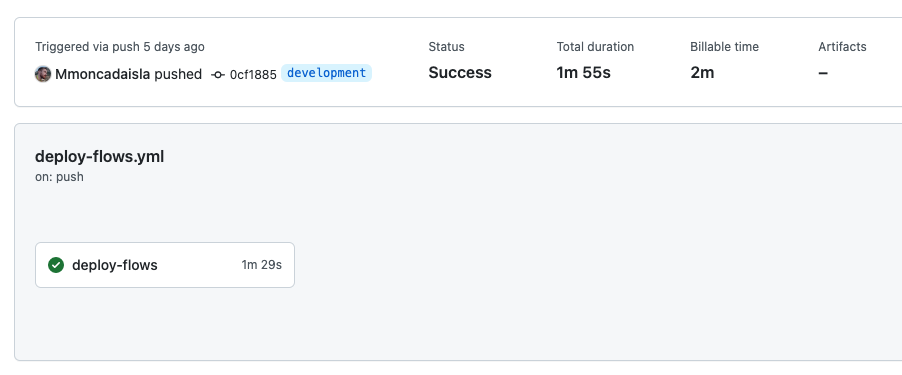 Triggered via push 5 days ago
Mmoncadaisla pushed 0cf1885 development
Status
Success
Total duration
1m 55s
Billable time
2m
Artifacts
–
deploy-flows.yml
on: push
deploy-flows 1m 29s